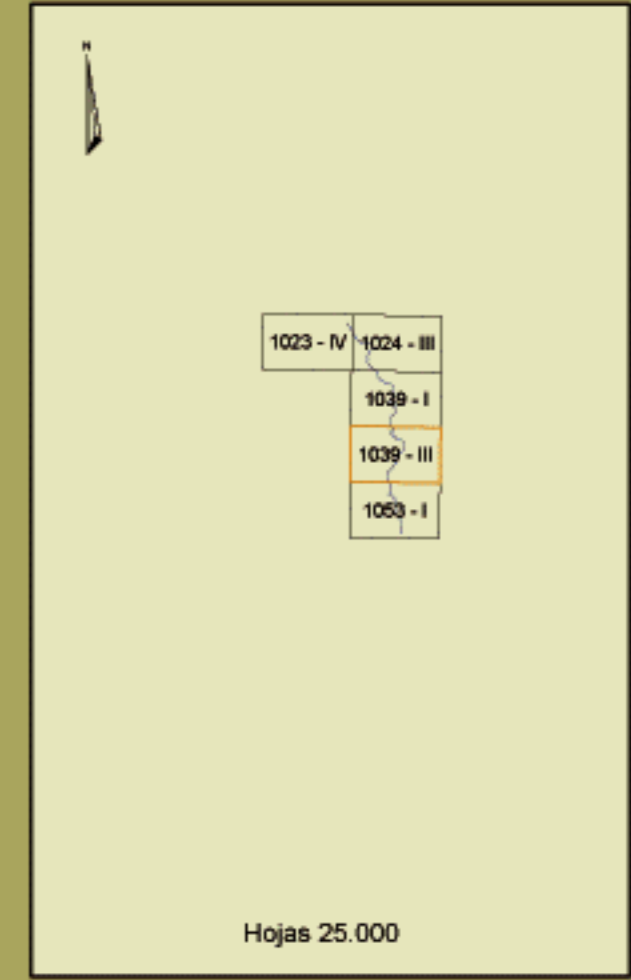 N
1023 - IV 1024 - III
1039 - I
1039 - III
1053 - I
Hojas 25.000